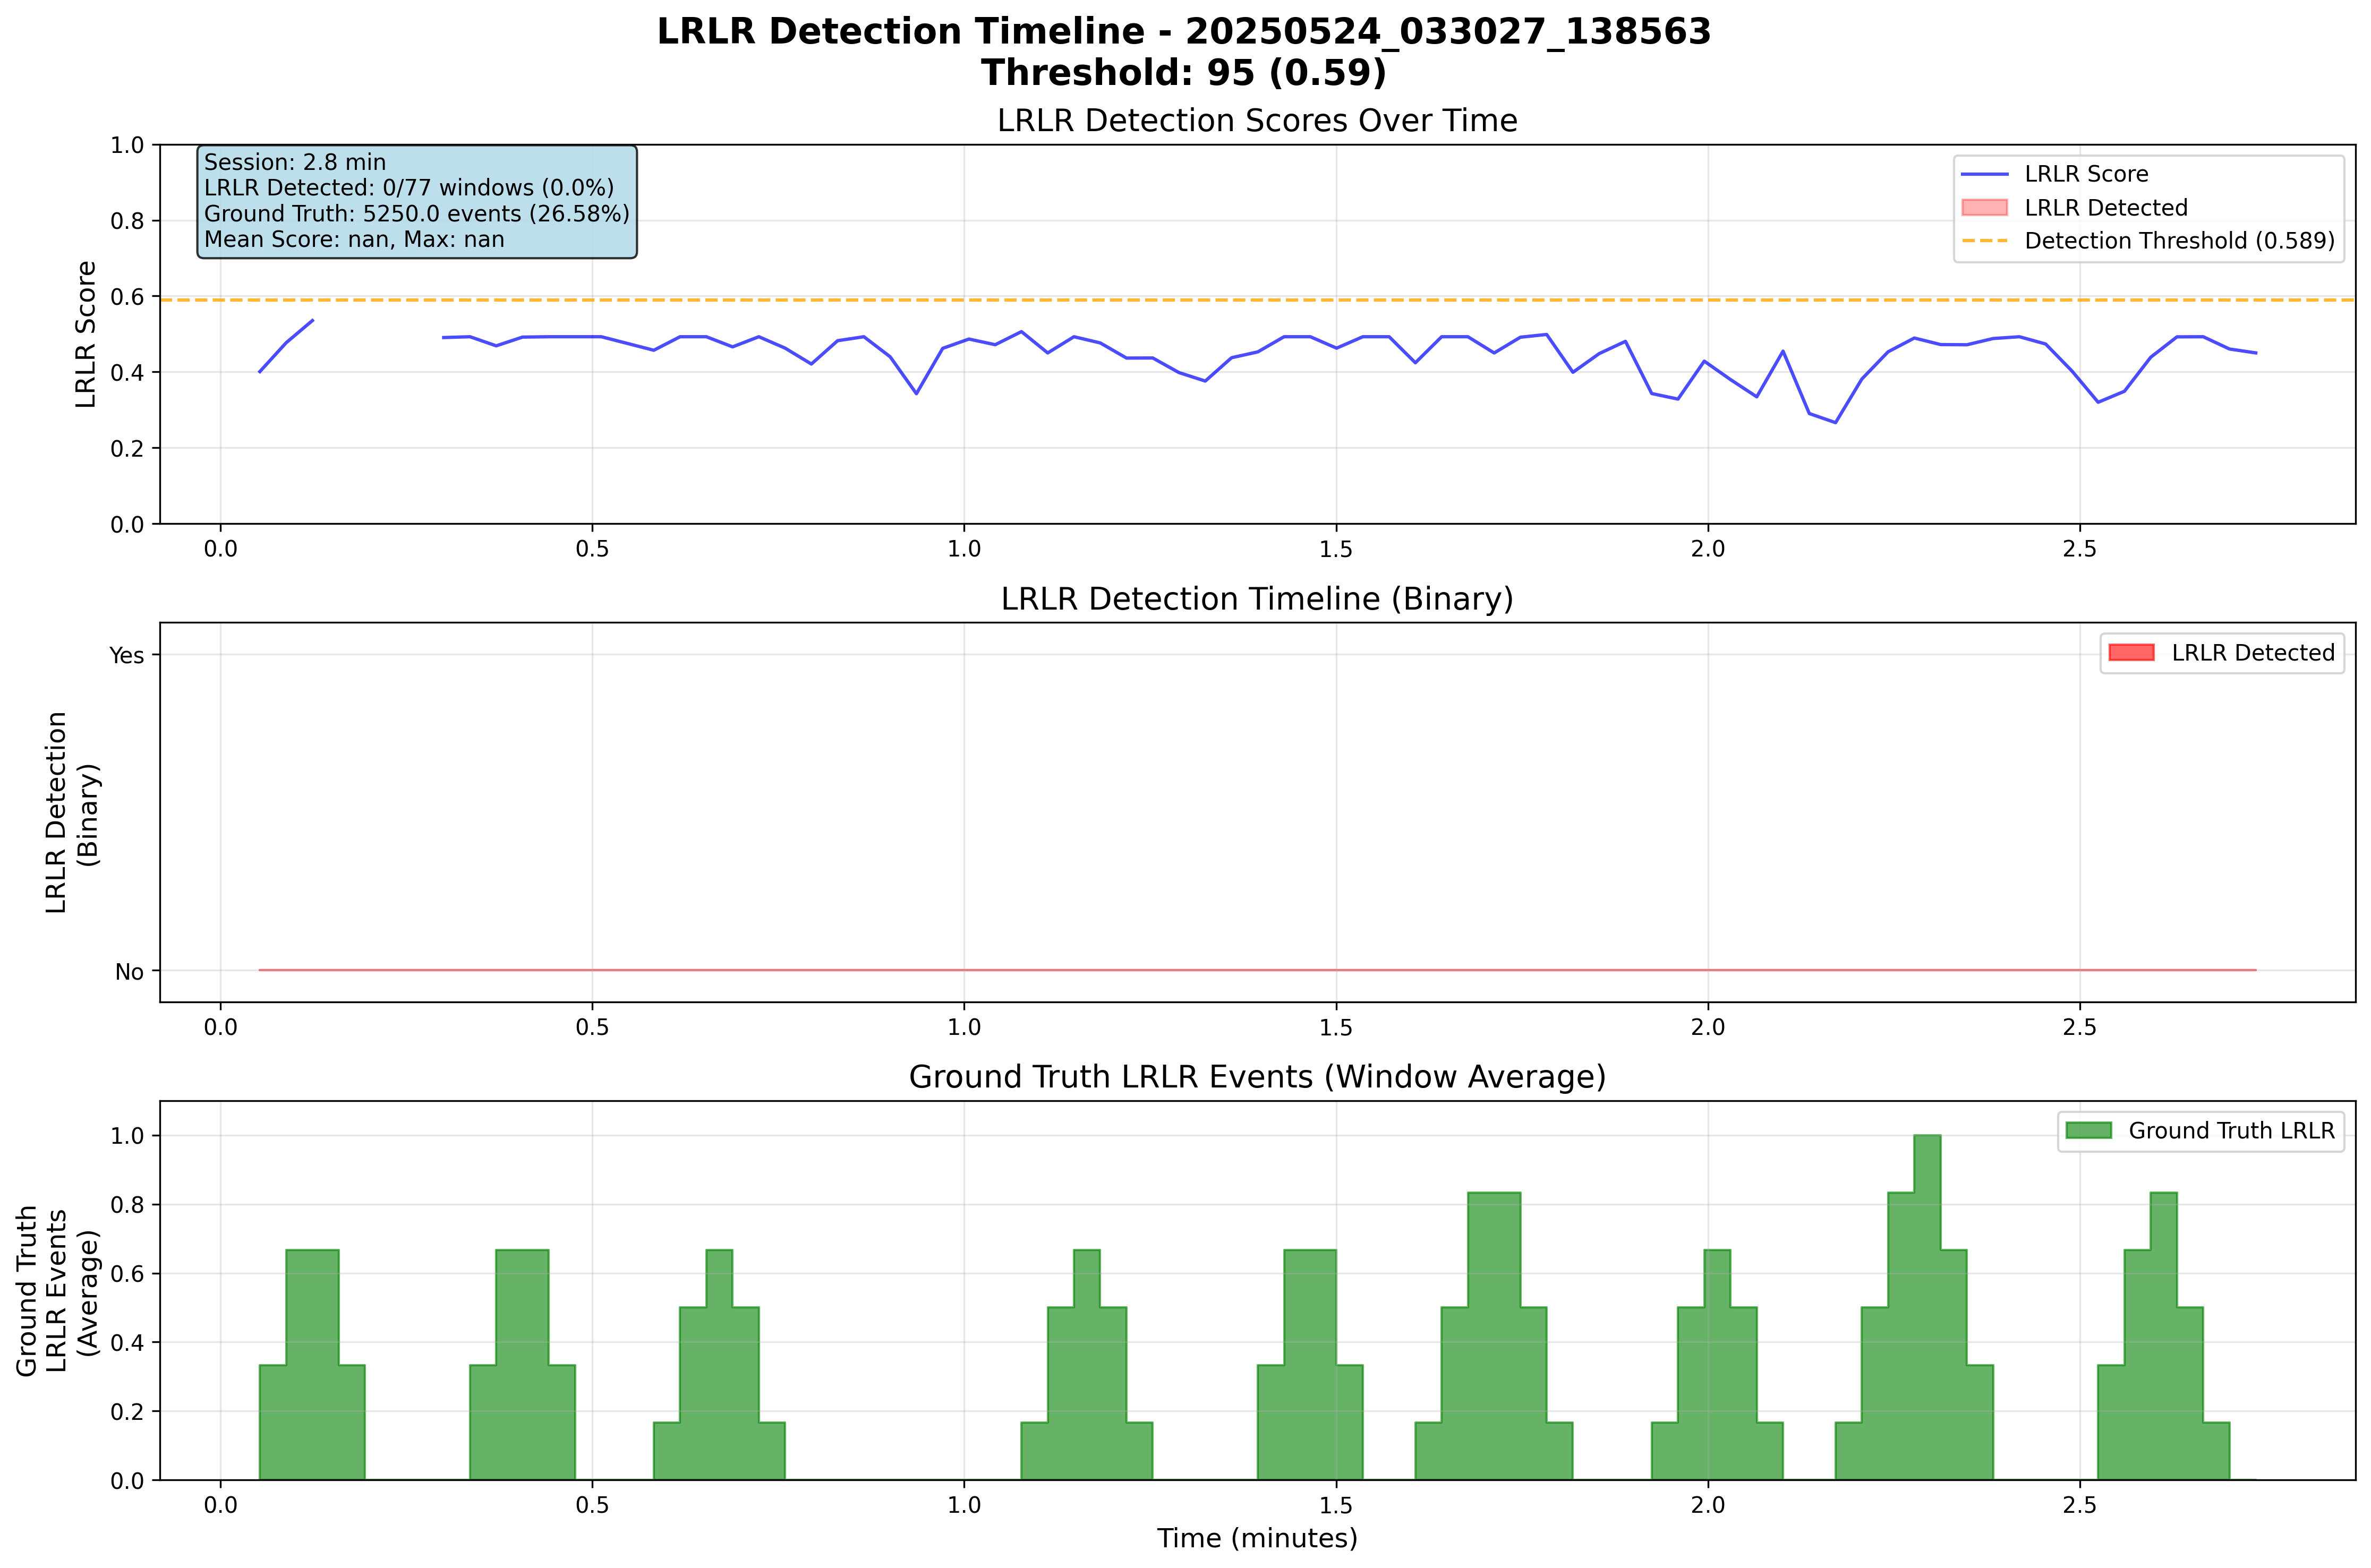 LRLR Detection Timeline - 20250524_033027_138563
Threshold: 95 (0.59)
LRLR Detection Scores Over Time
Session: 2.8 min
LRLR Detected: 0/77 windows (0.0%)
Ground Truth: 5250.0 events (26.58%)
Mean Score: nan, Max: nan
LRLR Score
LRLR Detected
Detection Threshold (0.589)
LRLR Score
1.0
0.8
0.6
0.4
0.2
0.0
0.0 0.5 1.0 1.5 2.0 2.5
LRLR Detection Timeline (Binary)
LRLR Detected
LRLR Detection
(Binary)
Yes
No
0.0 0.5 1.0 1.5 2.0 2.5
Ground Truth LRLR Events (Window Average)
Ground Truth LRLR
Ground Truth
LRLR Events
(Average)
1.0
0.8
0.6
0.4
0.2
0.0
0.0 0.5 1.0 1.5 2.0 2.5
Time (minutes)